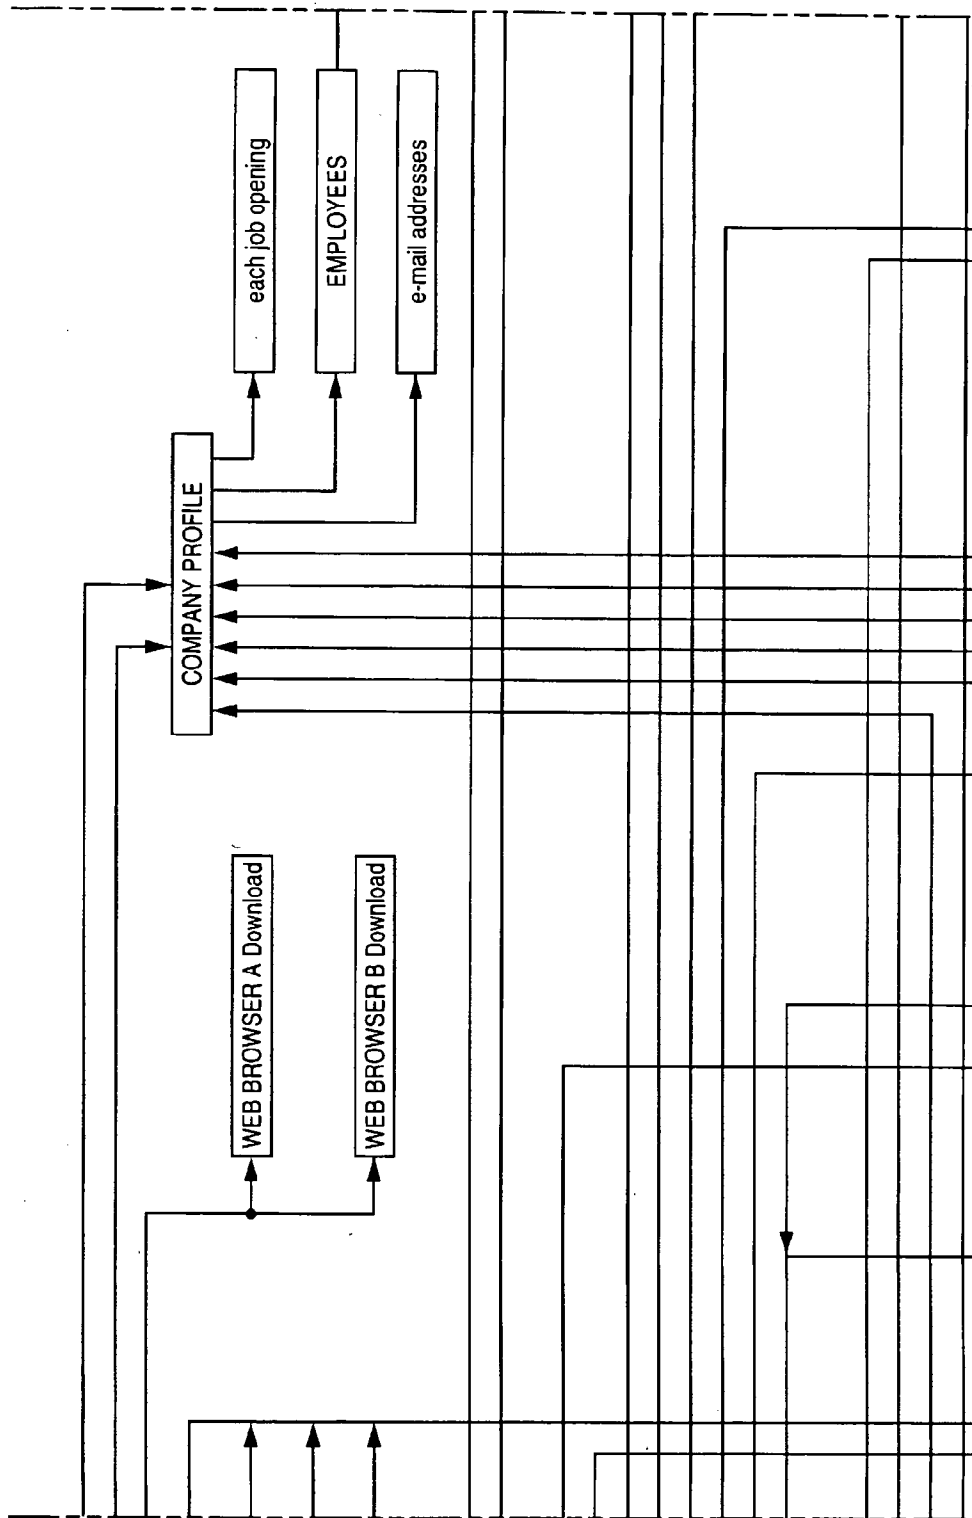 each job opening
EMPLOYEES
e-mail addresses
COMPANY PROFILE
WEB BROWSER A Download
WEB BROWSER B Download